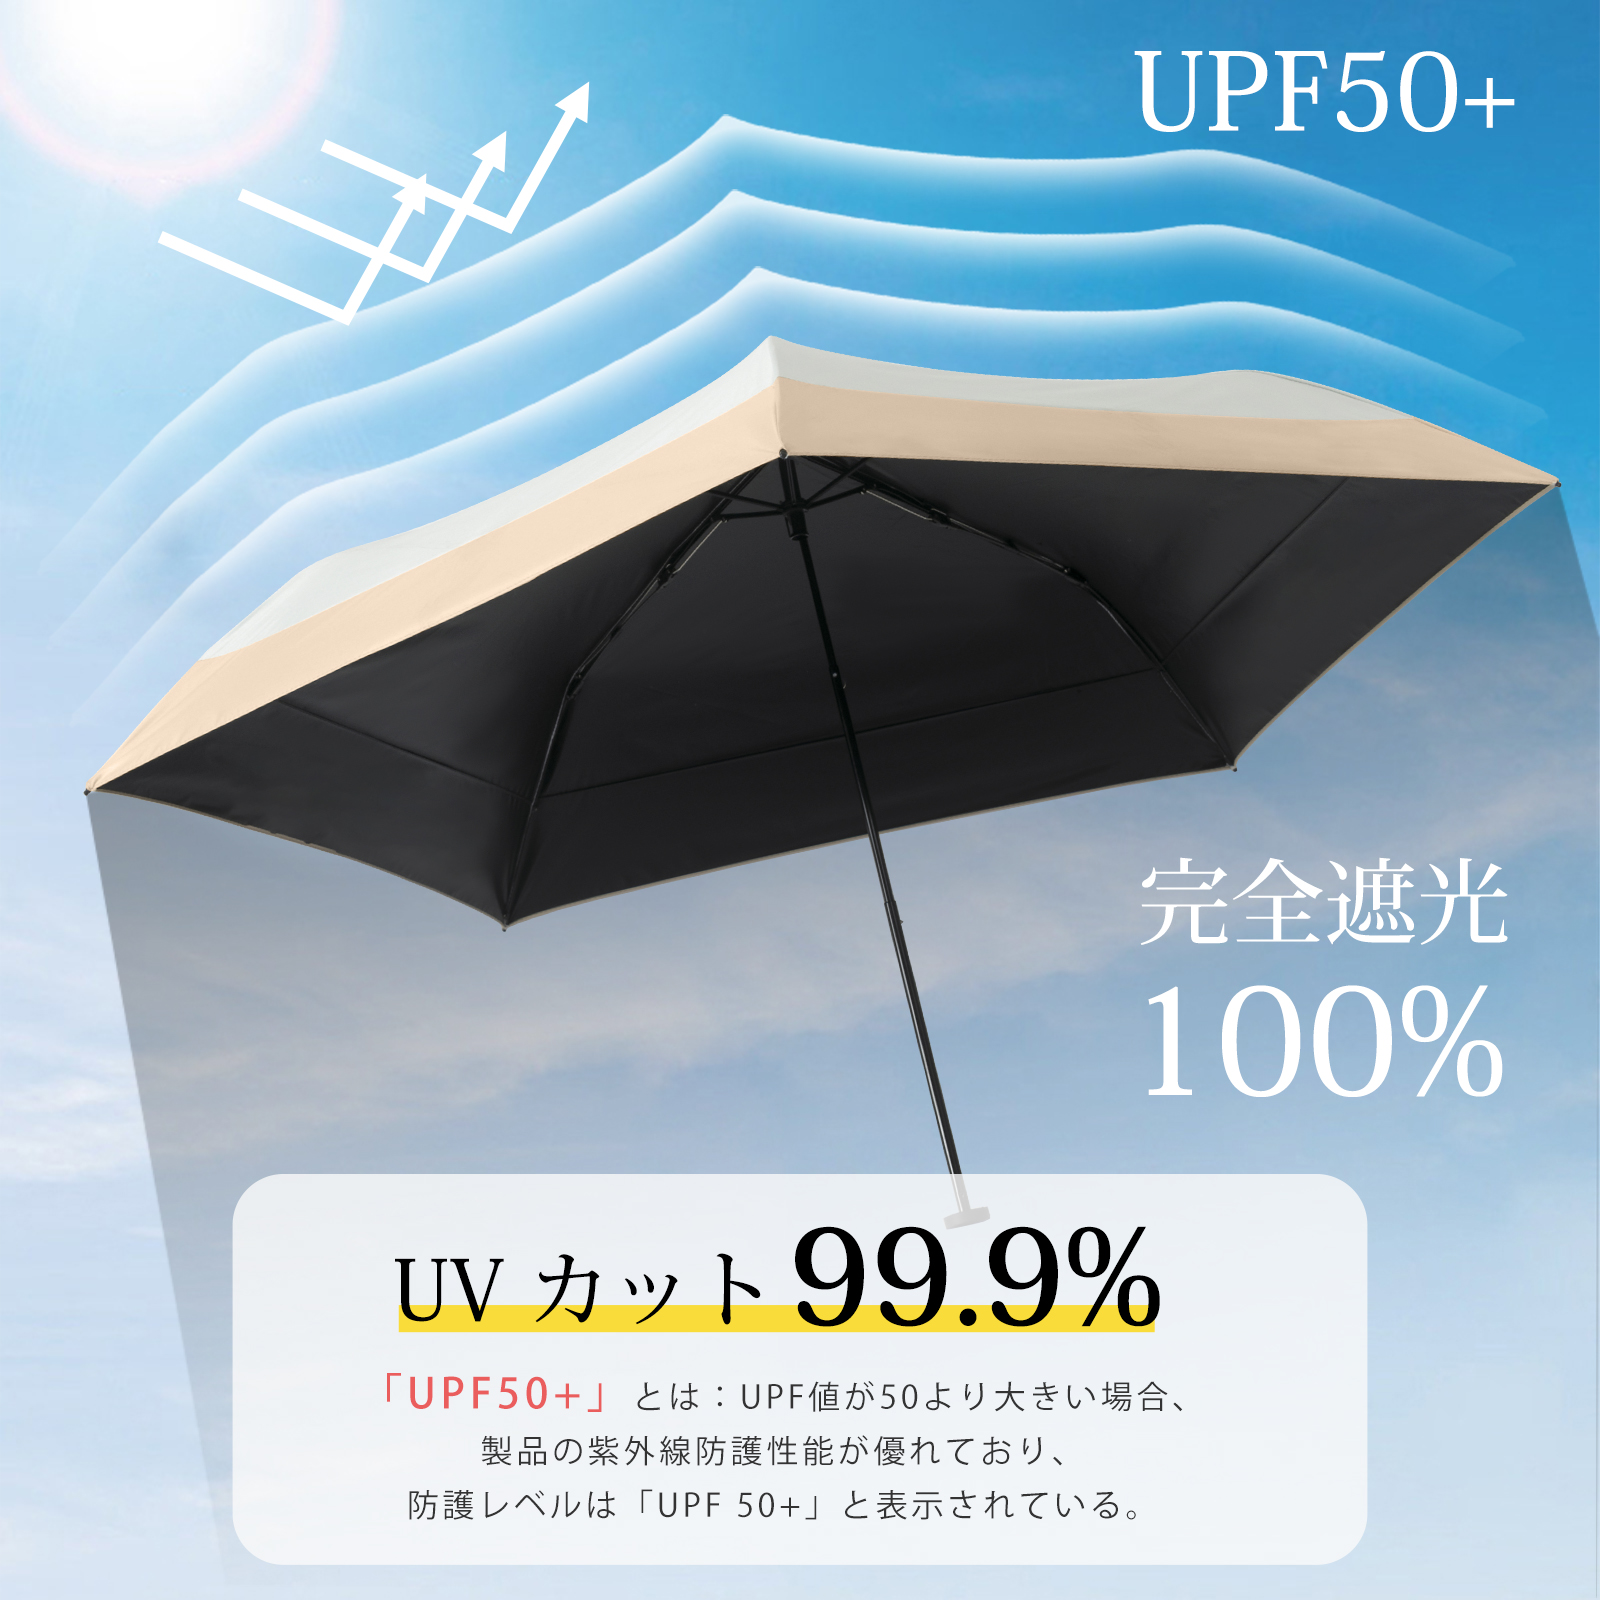 UPF50+
完全遮光
100%
UV カット99.9%
「UPF50+」とは：UPF値が50より大きい場合、
製品の紫外線防護性能が優れており、
防護レベルは「UPF 50+」と表示されている。